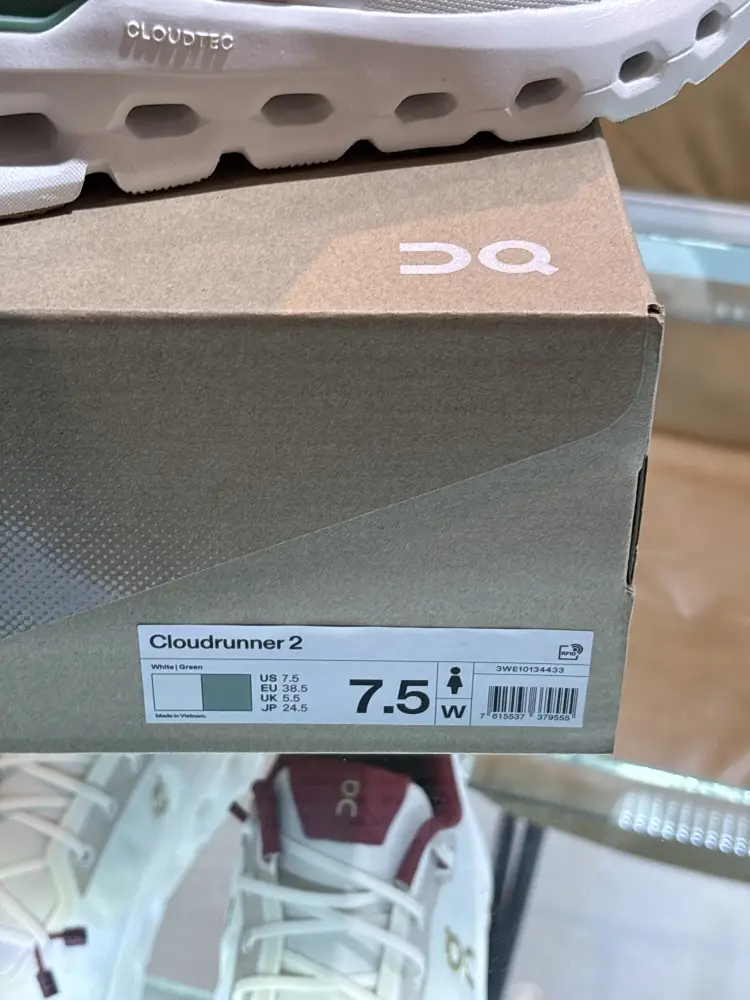 CLOUDTEC
On
Cloudrunner 2
RFID
White | Green
US 7.5
EU 38.5
UK 5.5
JP 24.5
7.5
W
3WE10134433
7 615537 379555
Made in Vietnam.